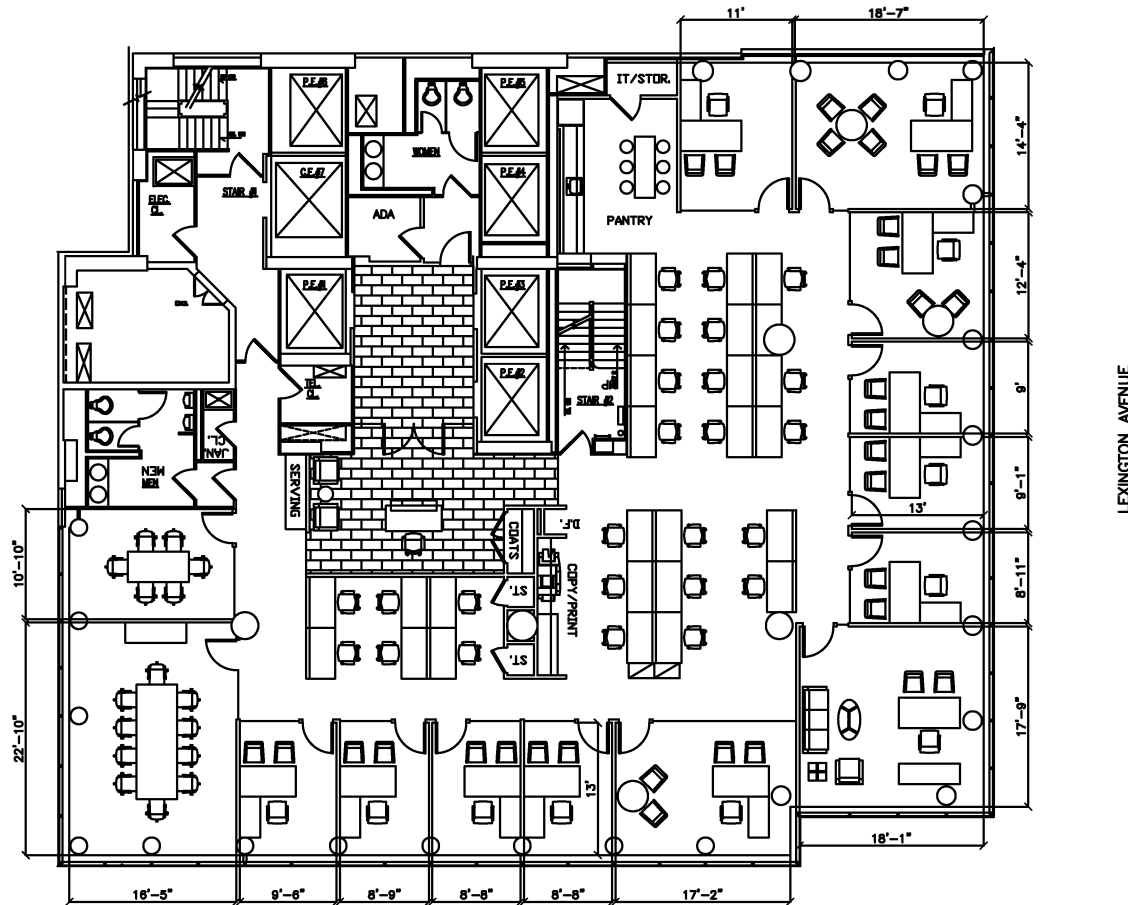 11'
18'-7"
P.E.#6
P.E.#5
IT/STOR.
WOMEN
14'-4"
C.E.#7
P.E.#4
STAIR #1
ELEC.
CL.
ADA
PANTRY
12'-4"
P.E.#1
P.E.#3
TEL.
CL.
P.E.#2
STAIR #2
9'
LEXINGTON AVENUE
JAN.
CL.
MEN
MEN
SERVING
9'-1"
13'
10'-10"
COATS
D.F.
COPY/PRINT
ST.
ST.
8'-11"
22'-10"
17'-9"
13'
18'-1"
16'-5"
9'-6"
8'-9"
8'-8"
8'-8"
17'-2"